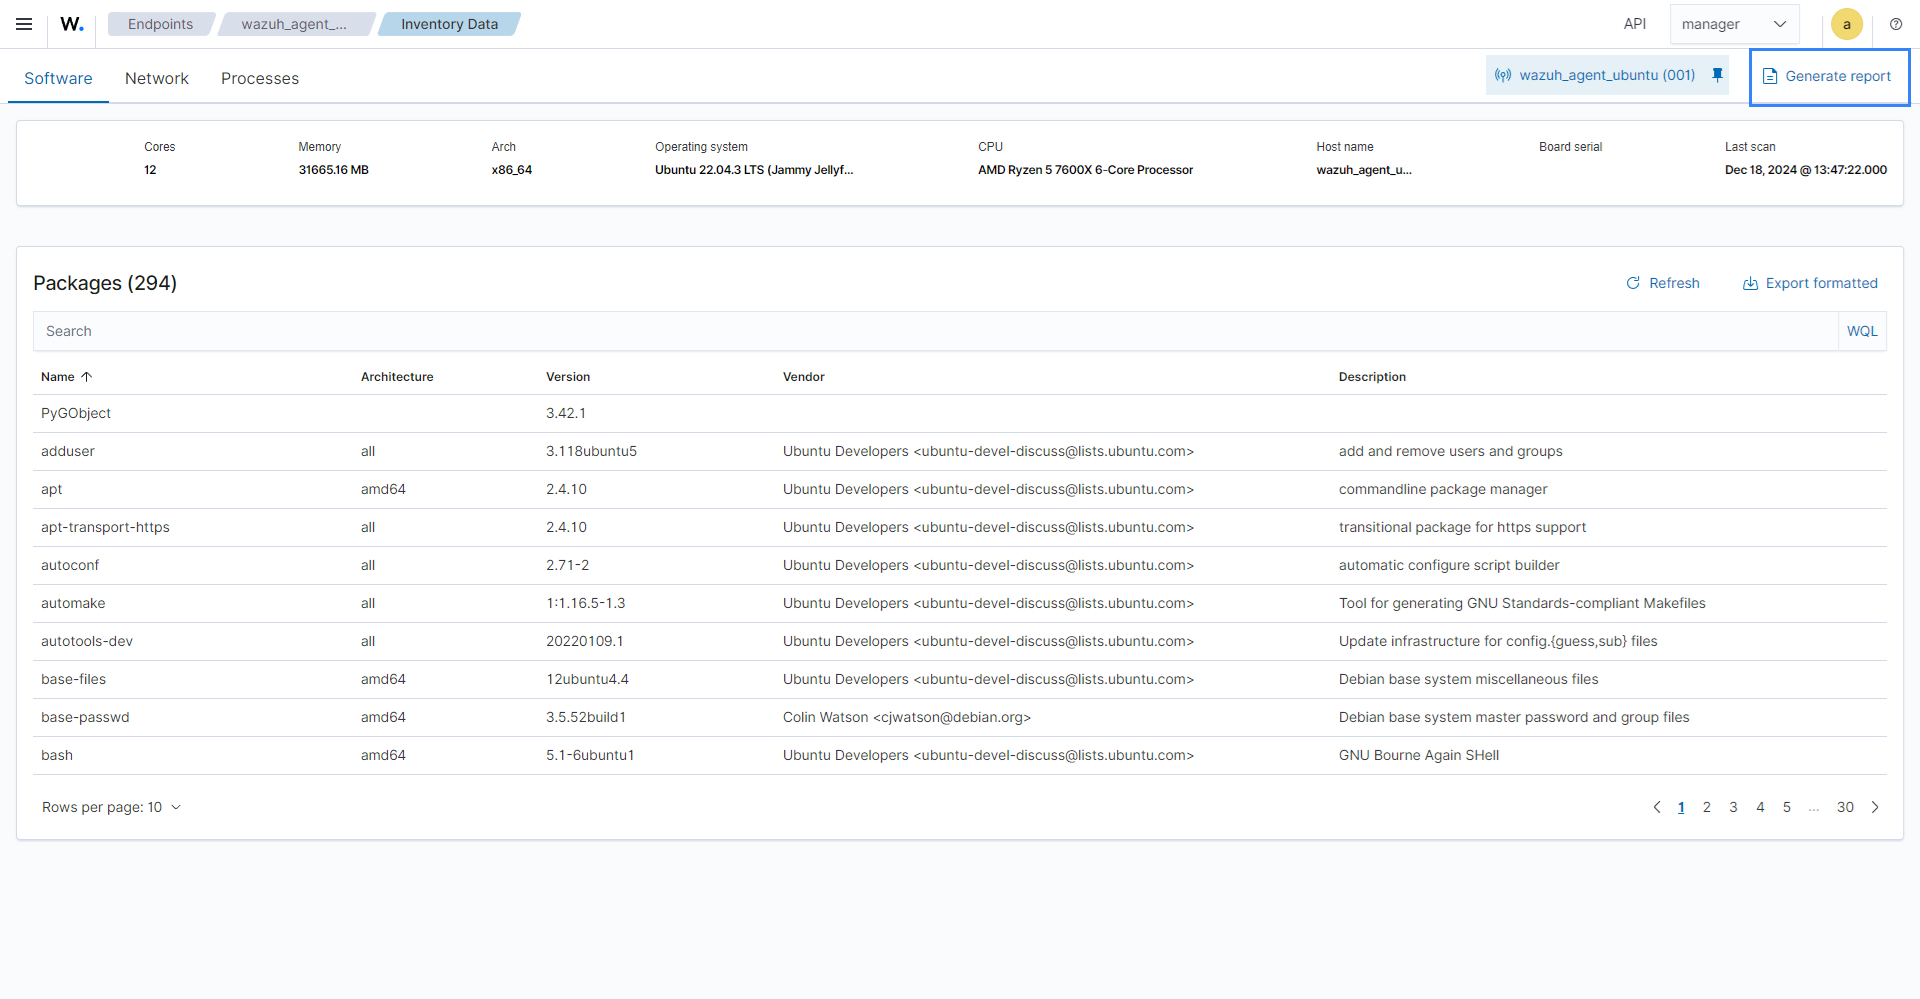 W. Endpoints wazuh_agent_... Inventory Data API manager a
Software Network Processes wazuh_agent_ubuntu (001) Generate report
Cores Memory Arch Operating system CPU Host name Board serial Last scan
12 31665.16 MB x86_64 Ubuntu 22.04.3 LTS (Jammy Jellyf... AMD Ryzen 5 7600X 6-Core Processor wazuh_agent_u... Dec 18, 2024 @ 13:47:22.000
Packages (294) Refresh Export formatted
Search WQL
Name Architecture Version Vendor Description
PyGObject 3.42.1
adduser all 3.118ubuntu5 Ubuntu Developers <ubuntu-devel-discuss@lists.ubuntu.com> add and remove users and groups
apt amd64 2.4.10 Ubuntu Developers <ubuntu-devel-discuss@lists.ubuntu.com> commandline package manager
apt-transport-https all 2.4.10 Ubuntu Developers <ubuntu-devel-discuss@lists.ubuntu.com> transitional package for https support
autoconf all 2.71-2 Ubuntu Developers <ubuntu-devel-discuss@lists.ubuntu.com> automatic configure script builder
automake all 1:1.16.5-1.3 Ubuntu Developers <ubuntu-devel-discuss@lists.ubuntu.com> Tool for generating GNU Standards-compliant Makefiles
autotools-dev all 20220109.1 Ubuntu Developers <ubuntu-devel-discuss@lists.ubuntu.com> Update infrastructure for config.{guess,sub} files
base-files amd64 12ubuntu4.4 Ubuntu Developers <ubuntu-devel-discuss@lists.ubuntu.com> Debian base system miscellaneous files
base-passwd amd64 3.5.52build1 Colin Watson <cjwatson@debian.org> Debian base system master password and group files
bash amd64 5.1-6ubuntu1 Ubuntu Developers <ubuntu-devel-discuss@lists.ubuntu.com> GNU Bourne Again SHell
Rows per page: 10 1 2 3 4 5 ... 30